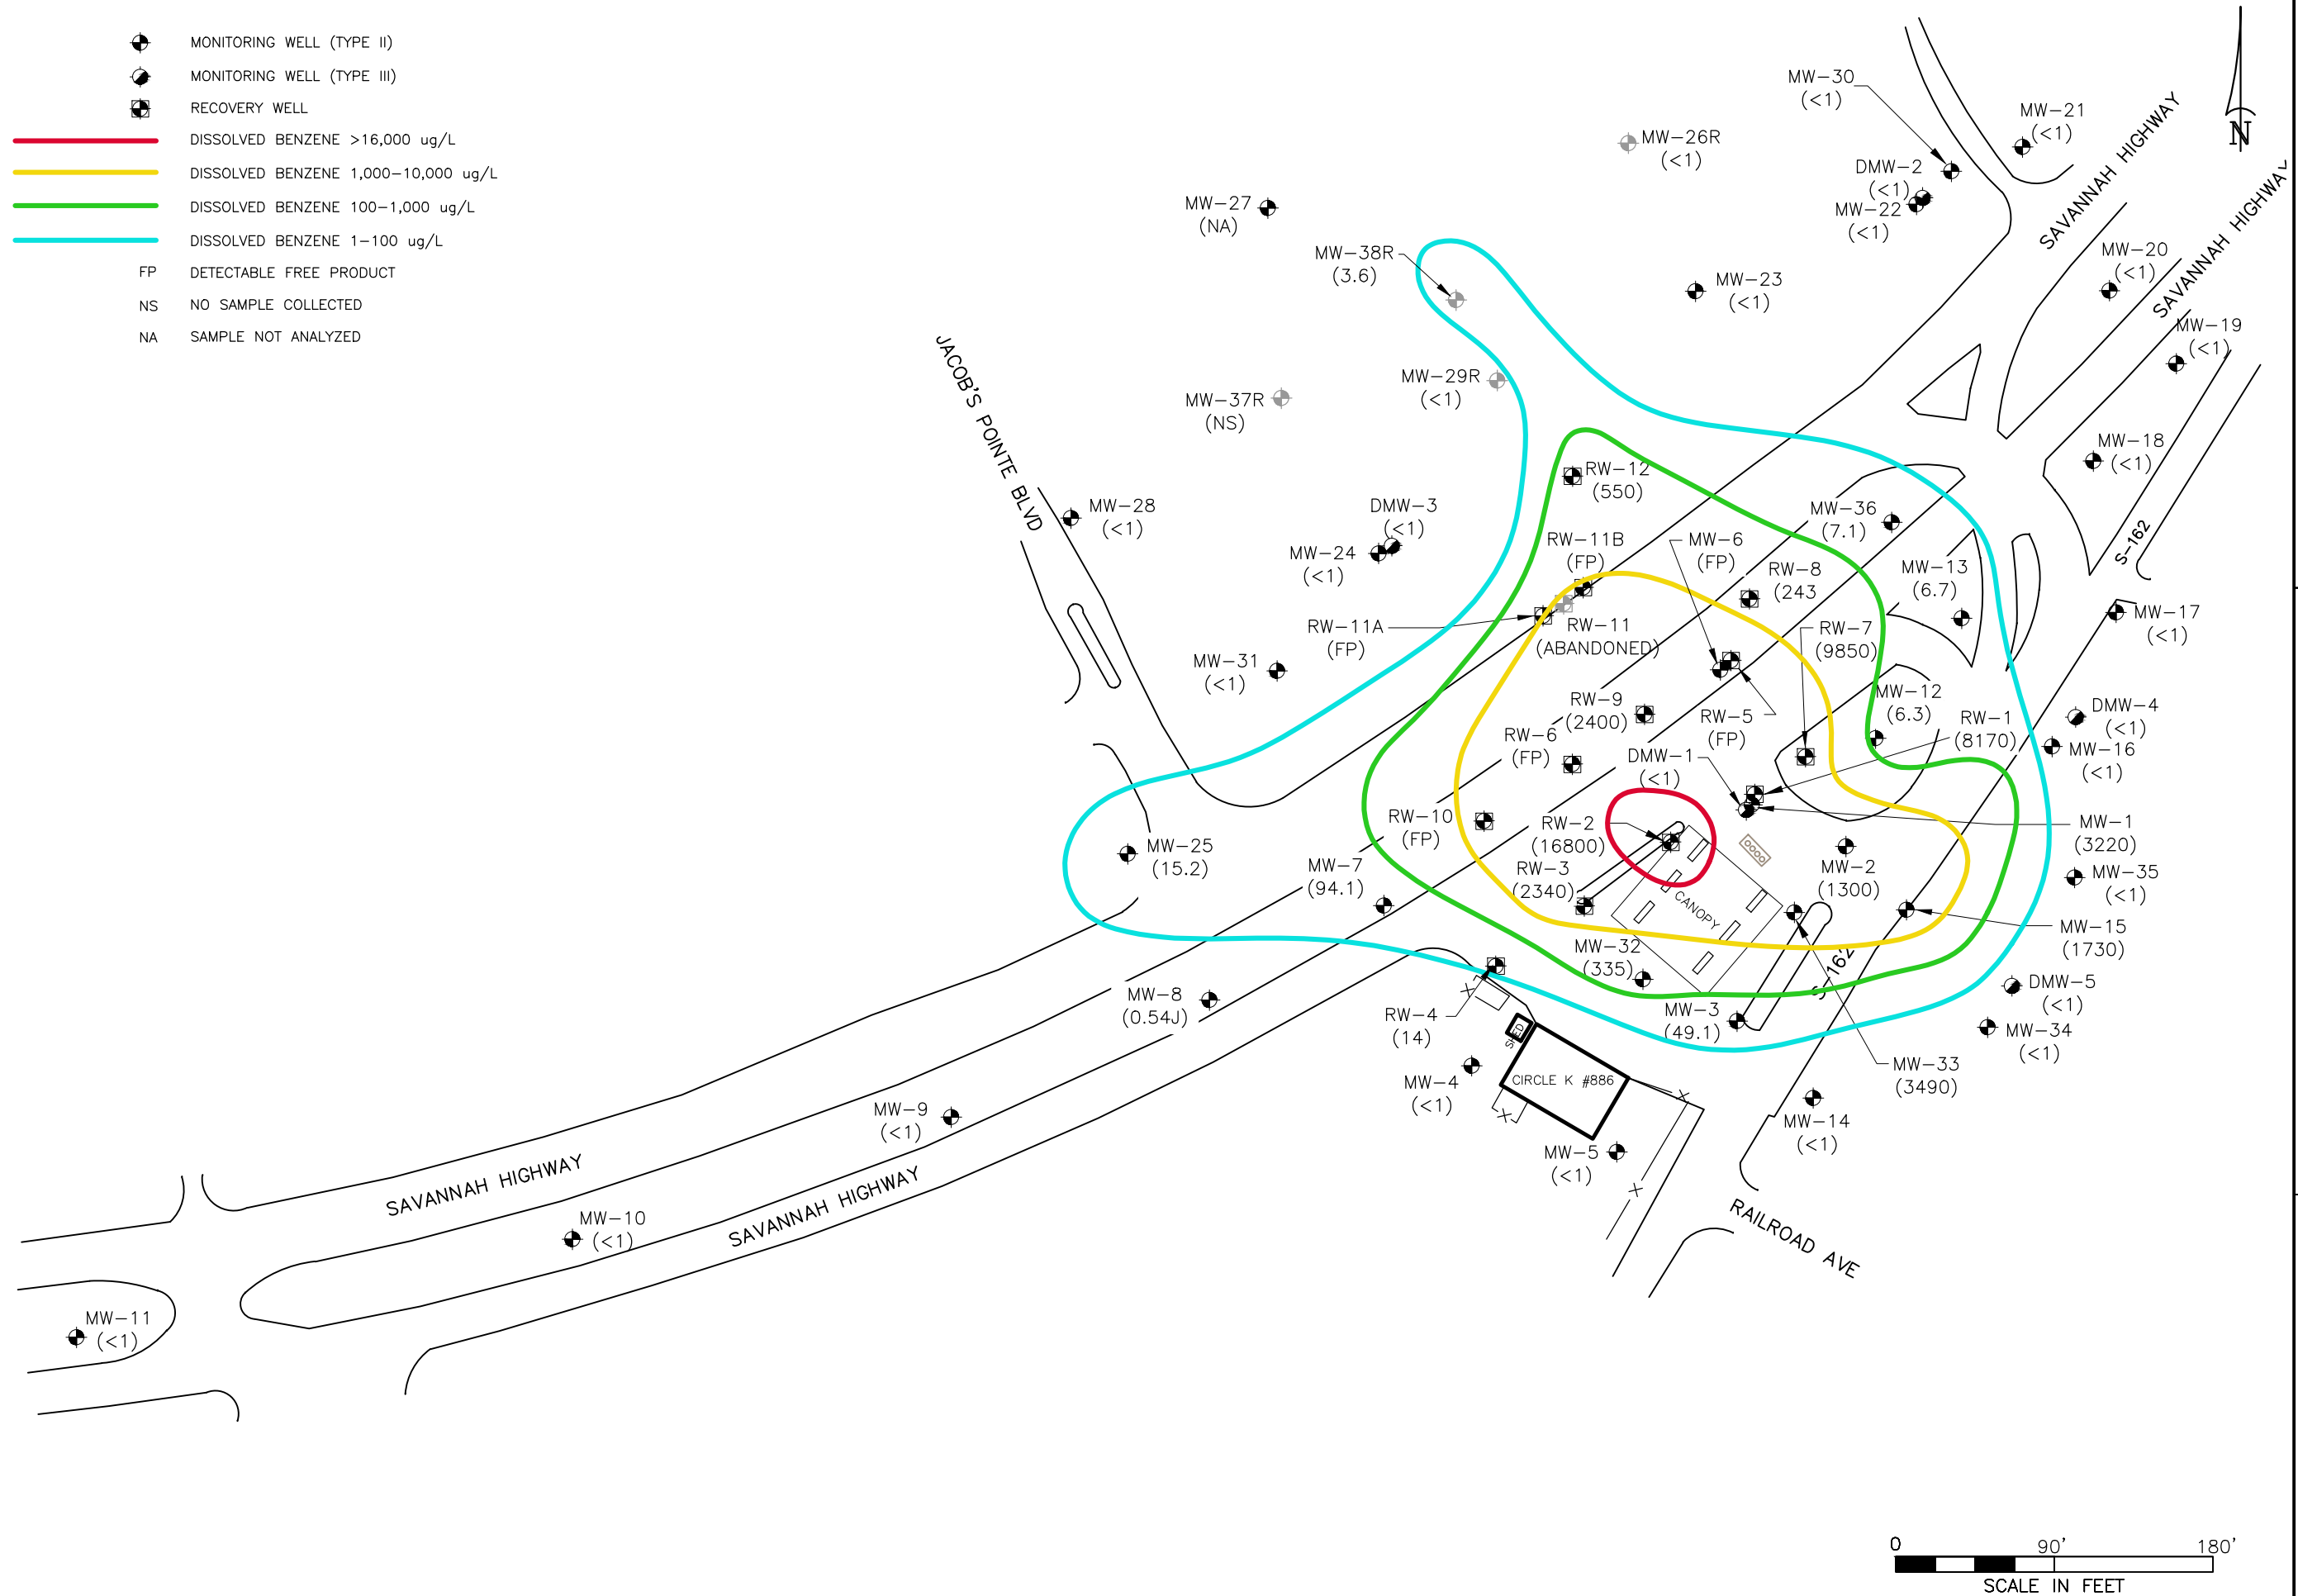 MONITORING WELL (TYPE II)
MONITORING WELL (TYPE III)
RECOVERY WELL
DISSOLVED BENZENE >16,000 ug/L
DISSOLVED BENZENE 1,000–10,000 ug/L
DISSOLVED BENZENE 100–1,000 ug/L
DISSOLVED BENZENE 1–100 ug/L
FP DETECTABLE FREE PRODUCT
NS NO SAMPLE COLLECTED
NA SAMPLE NOT ANALYZED
N
MW-30
(<1)
MW-21
(<1)
MW-26R
(<1)
DMW-2
(<1)
MW-22
(<1)
SAVANNAH HIGHWAY
SAVANNAH HIGHWAY
MW-27
(NA)
MW-38R
(3.6)
MW-23
(<1)
MW-20
(<1)
MW-19
(<1)
JACOB'S POINTE BLVD
MW-37R
(NS)
MW-29R
(<1)
MW-18
(<1)
RW-12
(550)
MW-28
(<1)
DMW-3
(<1)
MW-24
(<1)
RW-11B
(FP)
MW-6
(FP)
MW-36
(7.1)
RW-8
(243
MW-13
(6.7)
S-162
MW-17
(<1)
RW-11A
(FP)
RW-11
(ABANDONED)
RW-7
(9850)
MW-31
(<1)
RW-9
(2400)
RW-5
(FP)
MW-12
(6.3)
RW-1
(8170)
DMW-4
(<1)
MW-16
(<1)
RW-6
(FP)
DMW-1
(<1)
RW-10
(FP)
RW-2
(16800)
MW-1
(3220)
MW-25
(15.2)
MW-7
(94.1)
RW-3
(2340)
CANOPY
MW-2
(1300)
MW-35
(<1)
MW-15
(1730)
MW-32
(335)
S-162
MW-8
(0.54J)
RW-4
(14)
X
MW-3
(49.1)
DMW-5
(<1)
MW-34
(<1)
SHED
CIRCLE K #886
MW-4
(<1)
X
X
MW-33
(3490)
MW-14
(<1)
MW-9
(<1)
MW-5
(<1)
X
SAVANNAH HIGHWAY
SAVANNAH HIGHWAY
RAILROAD AVE
MW-10
(<1)
MW-11
(<1)
0 90' 180'
SCALE IN FEET